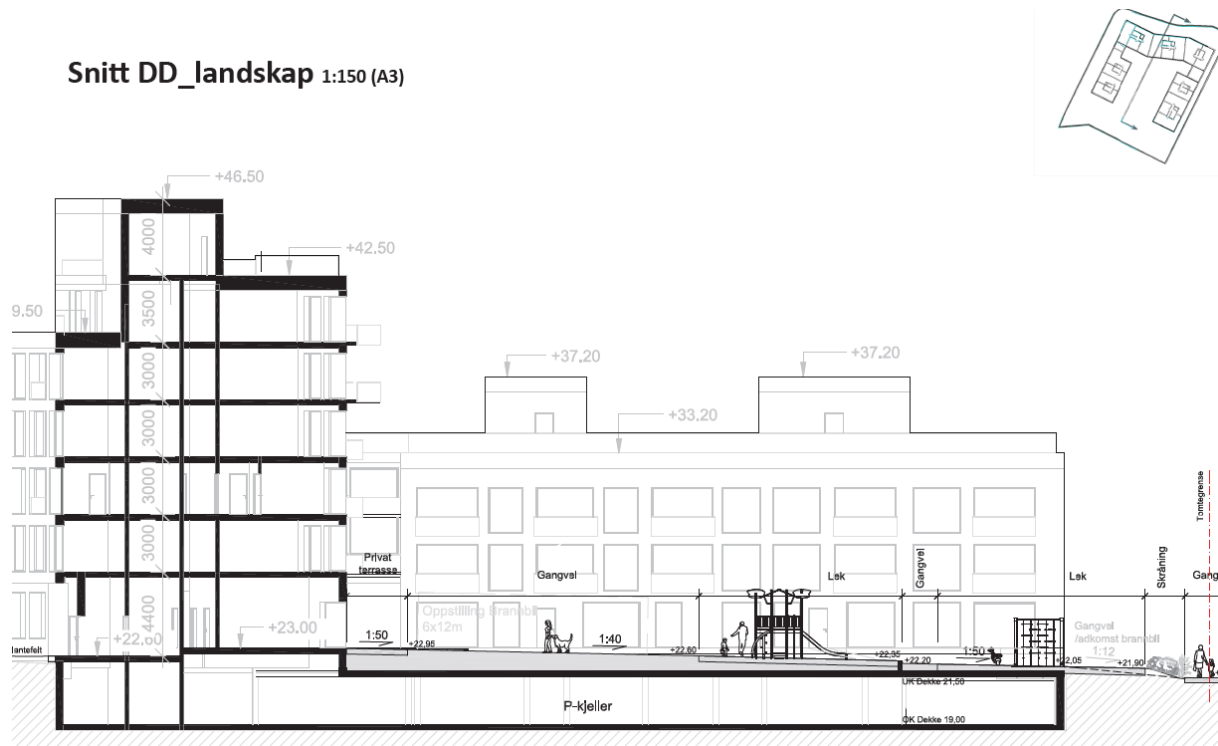 Snitt DD_landskap 1:150 (A3)
+46.50
4000
+42.50
9.50
3500
3000
+37.20
+37.20
3000
+33.20
3000
3000
Tomtegrense
Privat
terrasse
Gangvei
Lek
Gangvei
Lek
Skråning
Gang
4400
Oppstilling Brannbil
6x12m
+22.60
+23.00
1:50
+22,95
1:40
+22,60
+22,35
+22,20
1:50
Gangvei
/adkomst brannbil
1:12
+22,05
+21,90
lantefelt
UK Dekke 21,50
P-kjeller
OK Dekke 19,00